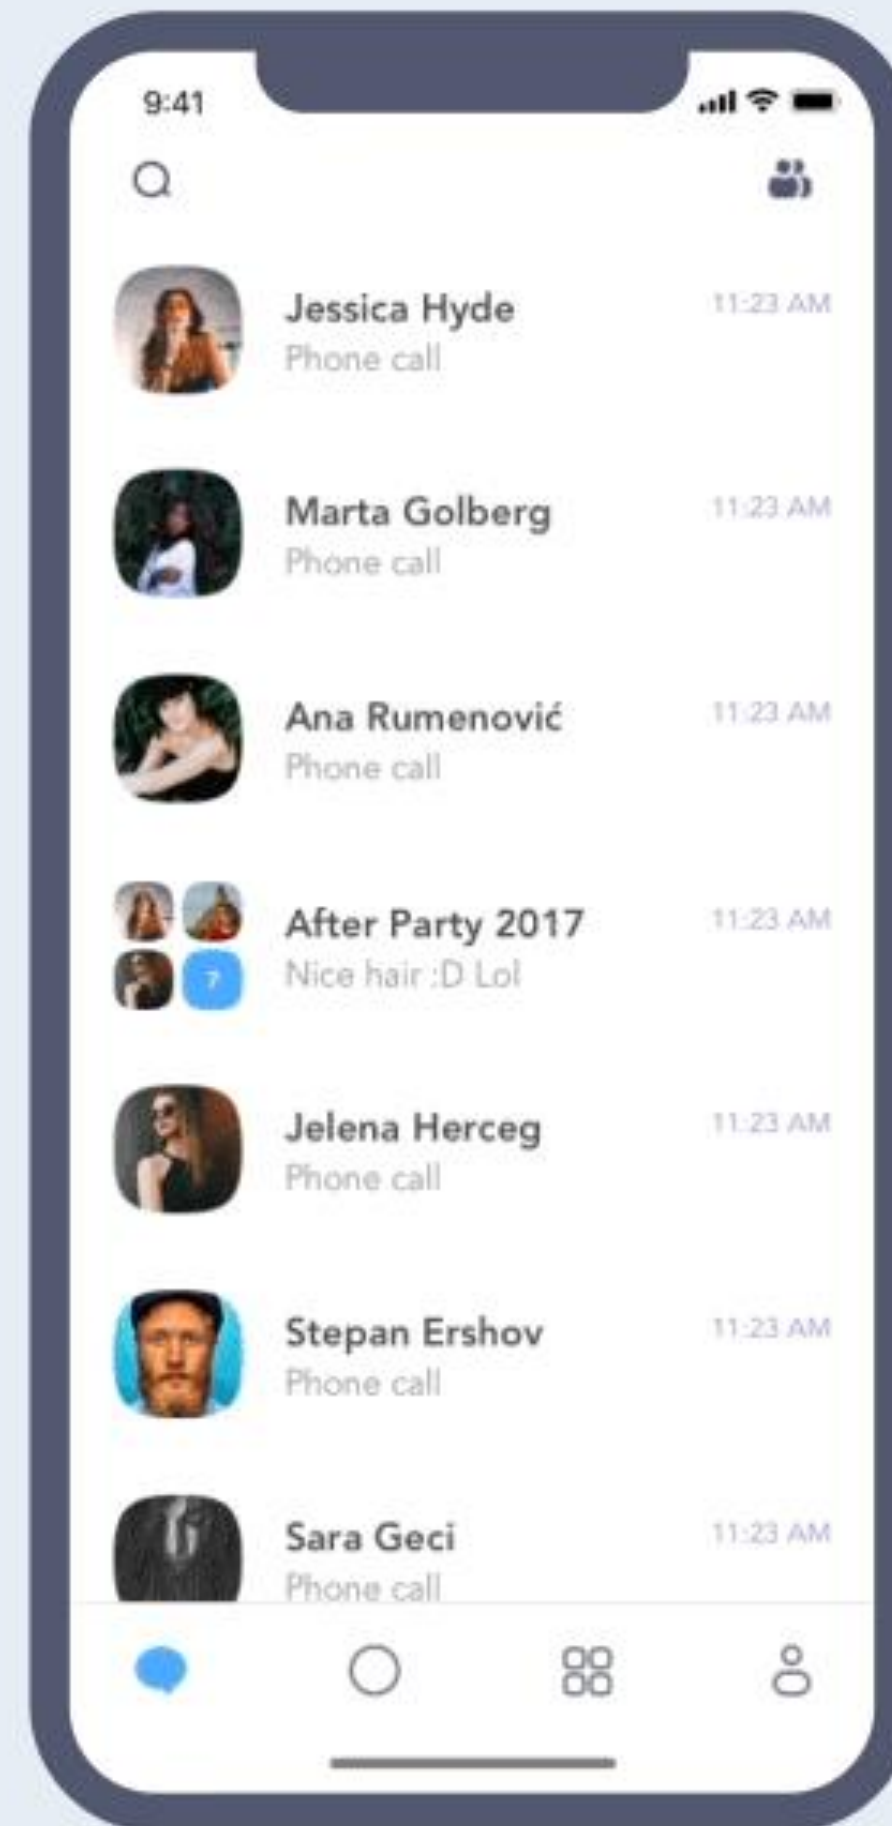 9:41
Jessica Hyde
11:23 AM
Phone call
Marta Golberg
11:23 AM
Phone call
Ana Rumenović
11:23 AM
Phone call
After Party 2017
11:23 AM
7
Nice hair :D Lol
Jelena Herceg
11:23 AM
Phone call
Stepan Ershov
11:23 AM
Phone call
Sara Geci
11:23 AM
Phone call